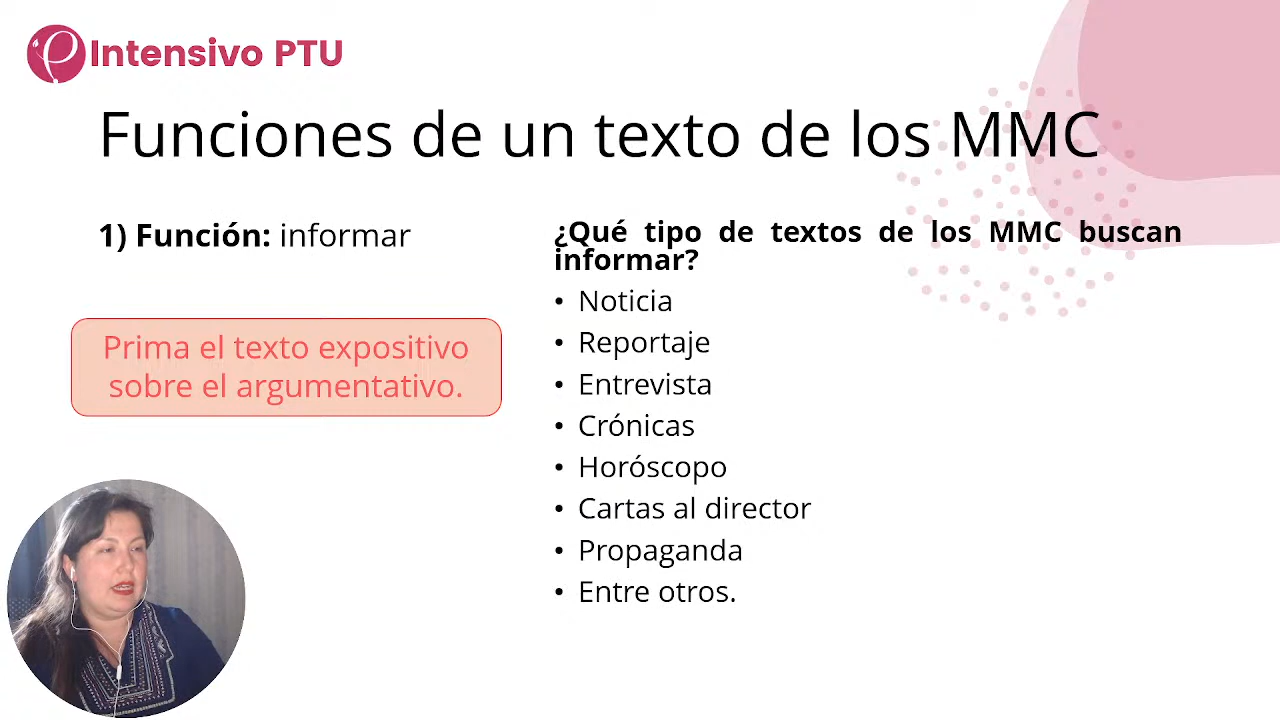 Intensivo PTU
Funciones de un texto de los MMC
1) Función: informar
Prima el texto expositivo
sobre el argumentativo.
¿Qué tipo de textos de los MMC buscan
informar?
• Noticia
• Reportaje
• Entrevista
• Crónicas
• Horóscopo
• Cartas al director
• Propaganda
• Entre otros.